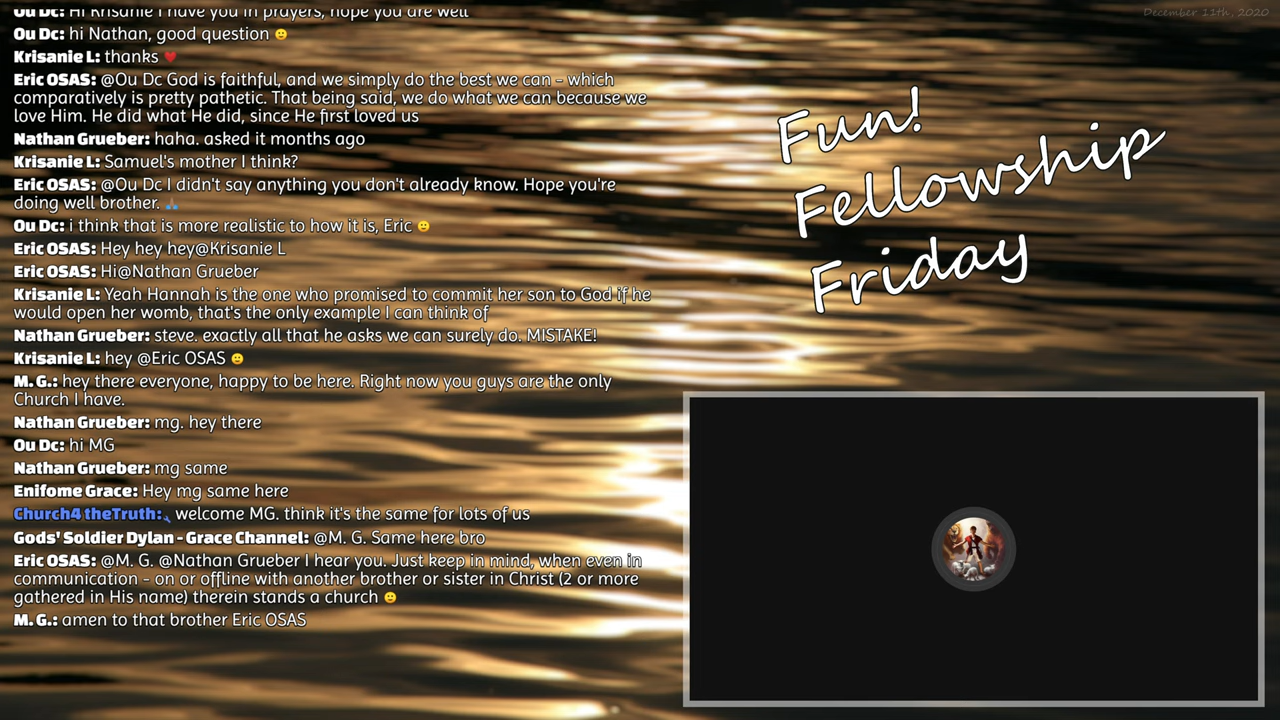 Ou Dc: Hi Krisanie I have you in prayers, hope you are well
Ou Dc: hi Nathan, good question 🙂
Krisanie L: thanks ❤️
Eric OSAS: @Ou Dc God is faithful, and we simply do the best we can - which
comparatively is pretty pathetic. That being said, we do what we can because we
love Him. He did what He did, since He first loved us
Nathan Grueber: haha. asked it months ago
Krisanie L: Samuel's mother I think?
Eric OSAS: @Ou Dc I didn't say anything you don't already know. Hope you're
doing well brother. 🙏
Ou Dc: i think that is more realistic to how it is, Eric 🙂
Eric OSAS: Hey hey hey@Krisanie L
Eric OSAS: Hi@Nathan Grueber
Krisanie L: Yeah Hannah is the one who promised to commit her son to God if he
would open her womb, that's the only example I can think of
Nathan Grueber: steve. exactly all that he asks we can surely do. MISTAKE!
Krisanie L: hey @Eric OSAS 🙂
M. G.: hey there everyone, happy to be here. Right now you guys are the only
Church I have.
Nathan Grueber: mg. hey there
Ou Dc: hi MG
Nathan Grueber: mg same
Enifome Grace: Hey mg same here
Church4 theTruth: welcome MG. think it's the same for lots of us
Gods' Soldier Dylan - Grace Channel: @M. G. Same here bro
Eric OSAS: @M. G. @Nathan Grueber I hear you. Just keep in mind, when even in
communication - on or offline with another brother or sister in Christ (2 or more
gathered in His name) therein stands a church 🙂
M. G.: amen to that brother Eric OSAS
December 11th, 2020
Fun!
Fellowship
Friday